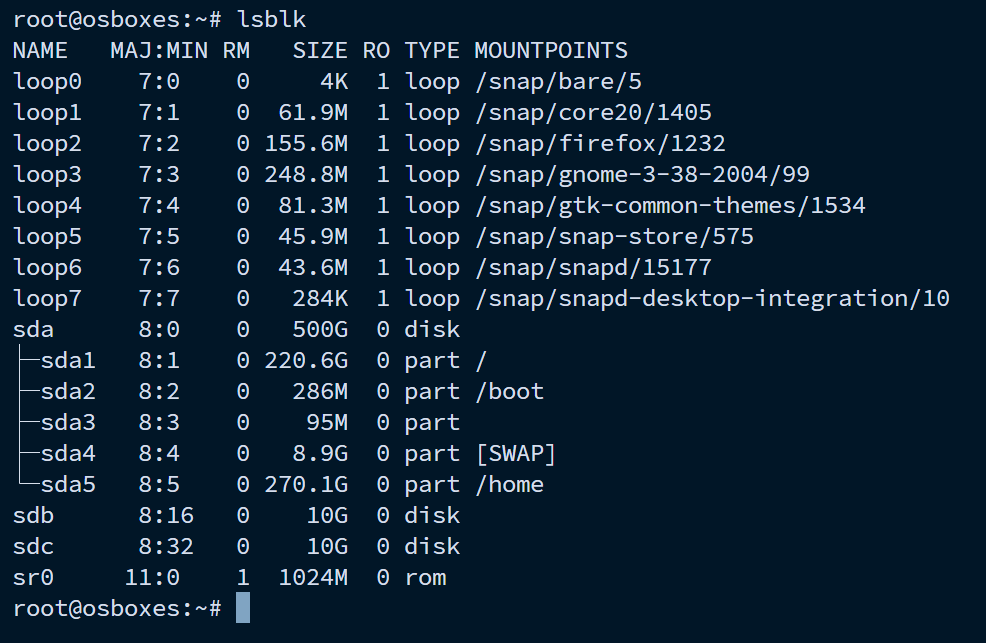 root@osboxes:~# lsblk
NAME   MAJ:MIN RM   SIZE RO TYPE MOUNTPOINTS
loop0    7:0    0     4K  1 loop /snap/bare/5
loop1    7:1    0  61.9M  1 loop /snap/core20/1405
loop2    7:2    0 155.6M  1 loop /snap/firefox/1232
loop3    7:3    0 248.8M  1 loop /snap/gnome-3-38-2004/99
loop4    7:4    0  81.3M  1 loop /snap/gtk-common-themes/1534
loop5    7:5    0  45.9M  1 loop /snap/snap-store/575
loop6    7:6    0  43.6M  1 loop /snap/snapd/15177
loop7    7:7    0   284K  1 loop /snap/snapd-desktop-integration/10
sda      8:0    0   500G  0 disk
├─sda1   8:1    0 220.6G  0 part /
├─sda2   8:2    0   286M  0 part /boot
├─sda3   8:3    0    95M  0 part
├─sda4   8:4    0   8.9G  0 part [SWAP]
└─sda5   8:5    0 270.1G  0 part /home
sdb      8:16   0    10G  0 disk
sdc      8:32   0    10G  0 disk
sr0     11:0    1  1024M  0 rom
root@osboxes:~#